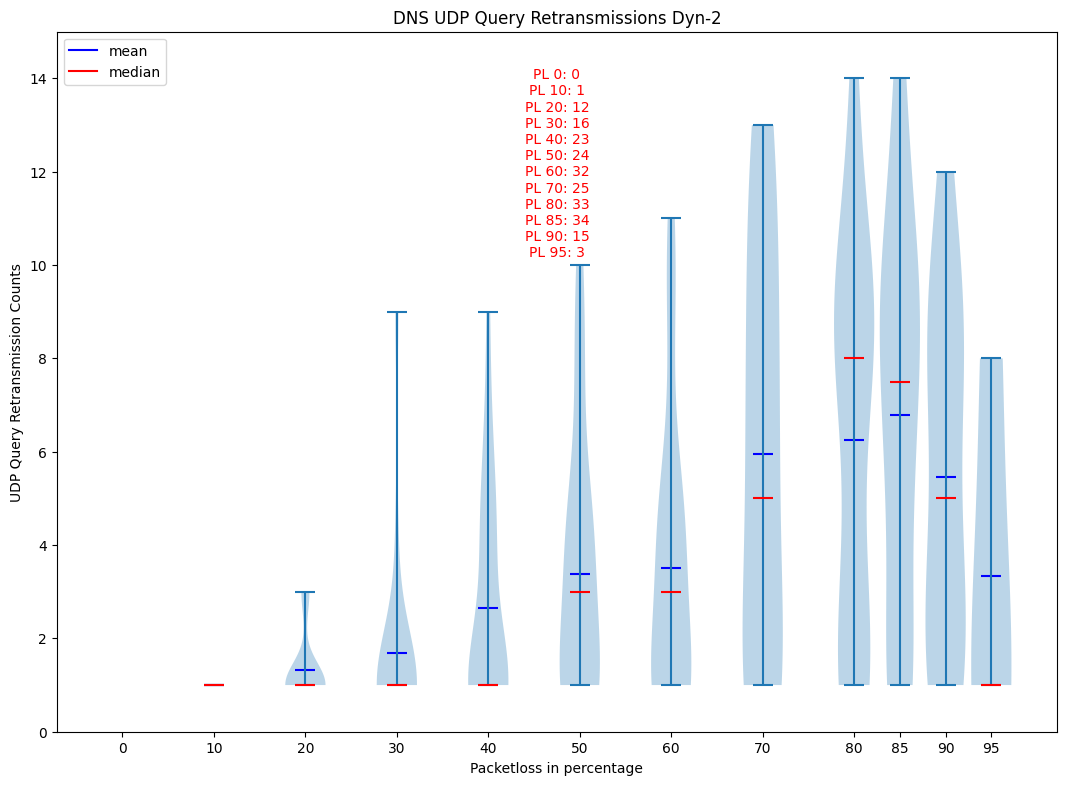 DNS UDP Query Retransmissions Dyn-2
mean
median
PL 0: 0
PL 10: 1
PL 20: 12
PL 30: 16
PL 40: 23
PL 50: 24
PL 60: 32
PL 70: 25
PL 80: 33
PL 85: 34
PL 90: 15
PL 95: 3
UDP Query Retransmission Counts
14
12
10
8
6
4
2
0
0 10 20 30 40 50 60 70 80 85 90 95
Packetloss in percentage